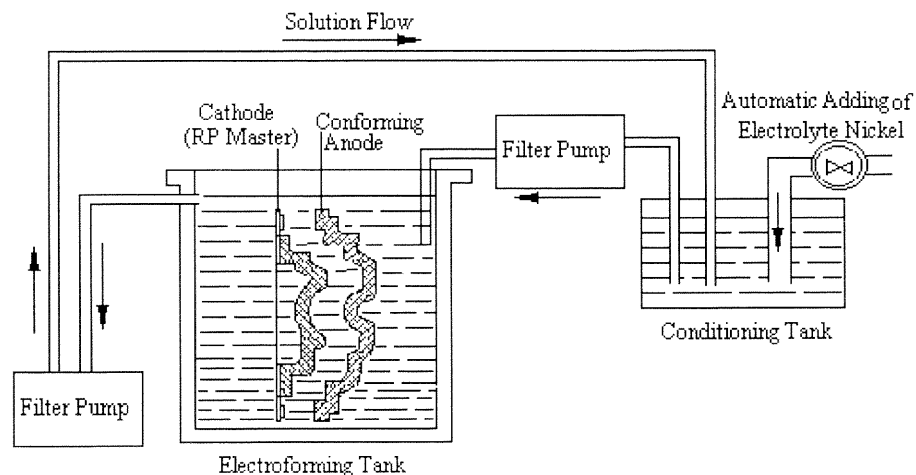 Solution Flow
Cathode
(RP Master)
Conforming
Anode
Filter Pump
Automatic Adding of
Electrolyte Nickel
Conditioning Tank
Filter Pump
Electroforming Tank